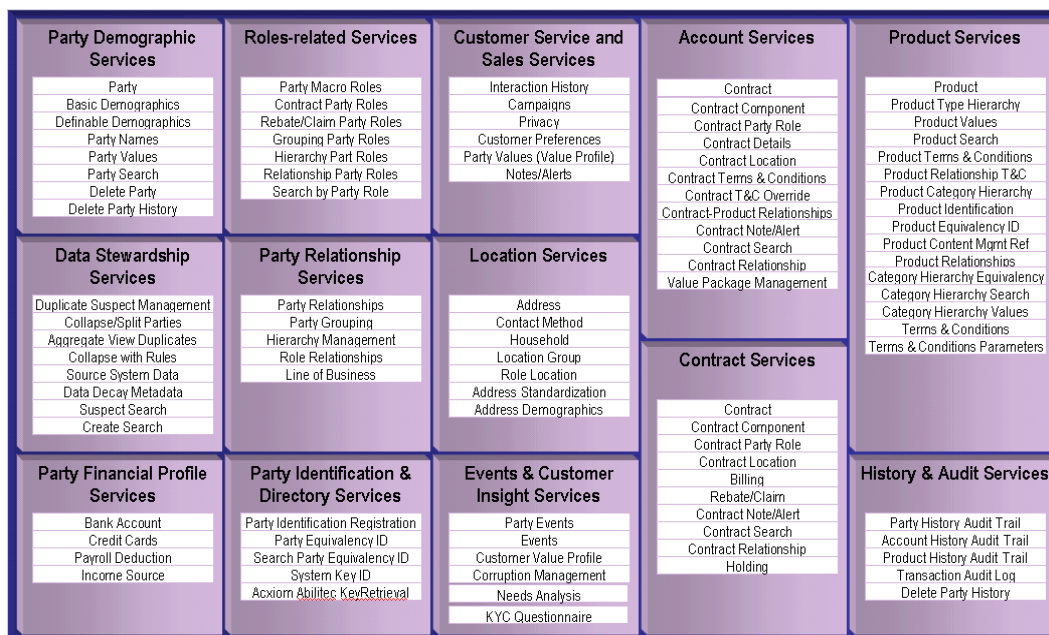 Party Demographic
Services
Party
Basic Demographics
Definable Demographics
Party Names
Party Values
Party Search
Delete Party
Delete Party History
Roles-related Services
Party Macro Roles
Contract Party Roles
Rebate/Claim Party Roles
Grouping Party Roles
Hierarchy Part Roles
Relationship Party Roles
Search by Party Role
Customer Service and
Sales Services
Interaction History
Campaigns
Privacy
Customer Preferences
Party Values (Value Profile)
Notes/Alerts
Account Services
Contract
Contract Component
Contract Party Role
Contract Details
Contract Location
Contract Terms & Conditions
Contract T&C Override
Contract-Product Relationships
Contract Note/Alert
Contract Search
Contract Relationship
Value Package Management
Product Services
Product
Product Type Hierarchy
Product Values
Product Search
Product Terms & Conditions
Product Relationship T&C
Product Category Hierarchy
Product Identification
Product Equivalency ID
Product Content Mgmt Ref
Product Relationships
Category Hierarchy Equivalency
Category Hierarchy Search
Category Hierarchy Values
Terms & Conditions
Terms & Conditions Parameters
Data Stewardship
Services
Duplicate Suspect Management
Collapse/Split Parties
Aggregate View Duplicates
Collapse with Rules
Source System Data
Data Decay Metadata
Suspect Search
Create Search
Party Relationship
Services
Party Relationships
Party Grouping
Hierarchy Management
Role Relationships
Line of Business
Location Services
Address
Contact Method
Household
Location Group
Role Location
Address Standardization
Address Demographics
Contract Services
Contract
Contract Component
Contract Party Role
Contract Location
Billing
Rebate/Claim
Contract Note/Alert
Contract Search
Contract Relationship
Holding
Party Financial Profile
Services
Bank Account
Credit Cards
Payroll Deduction
Income Source
Party Identification &
Directory Services
Party Identification Registration
Party Equivalency ID
Search Party Equivalency ID
System Key ID
Acxiom Abilitec KeyRetrieval
Events & Customer
Insight Services
Party Events
Events
Customer Value Profile
Corruption Management
Needs Analysis
KYC Questionnaire
History & Audit Services
Party History Audit Trail
Account History Audit Trail
Product History Audit Trail
Transaction Audit Log
Delete Party History